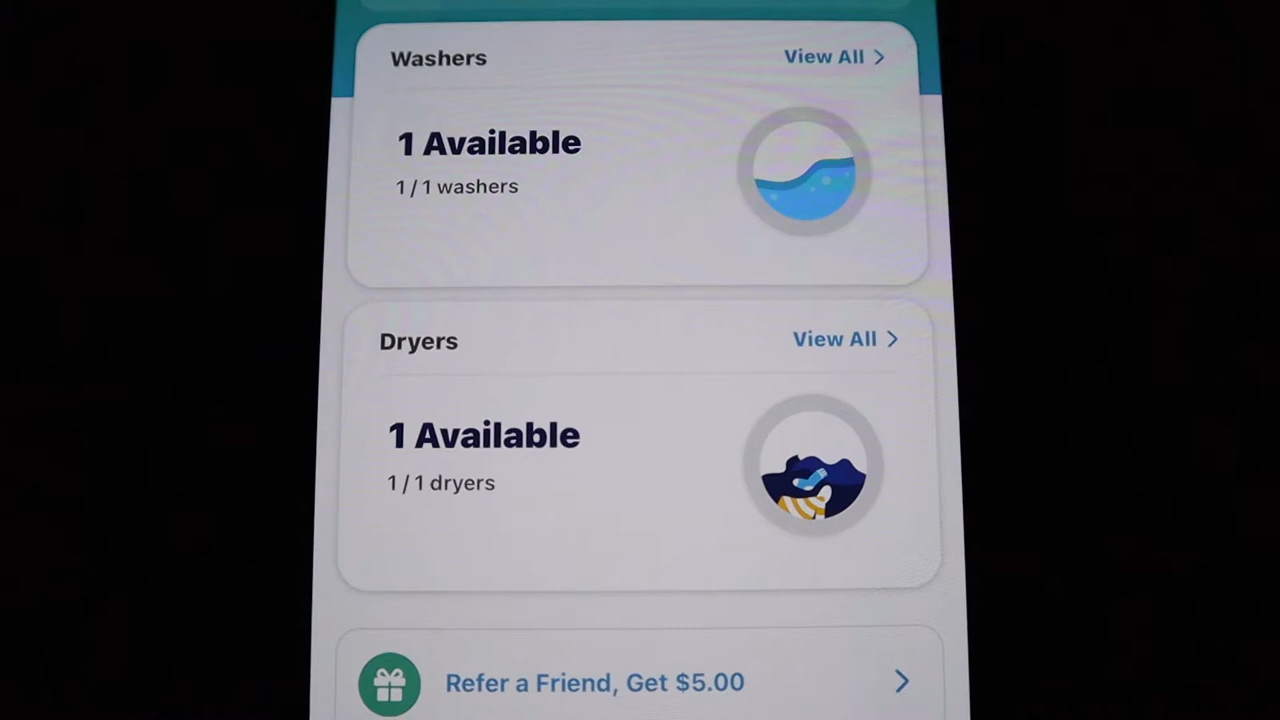 Washers
View All
1 Available
1 / 1 washers
Dryers
View All
1 Available
1 / 1 dryers
Refer a Friend, Get $5.00